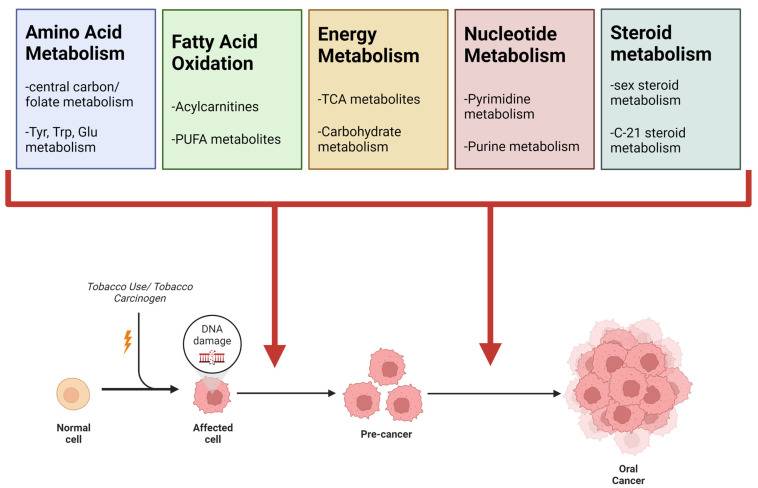 Amino Acid
Metabolism
-central carbon/
folate metabolism
-Tyr, Trp, Glu
metabolism
Fatty Acid
Oxidation
-Acylcarnitines
-PUFA metabolites
Energy
Metabolism
-TCA metabolites
-Carbohydrate
metabolism
Nucleotide
Metabolism
-Pyrimidine
metabolism
-Purine metabolism
Steroid
metabolism
-sex steroid
metabolism
-C-21 steroid
metabolism
Tobacco Use/ Tobacco
Carcinogen
DNA
damage
Normal
cell
Affected
cell
Pre-cancer
Oral
Cancer